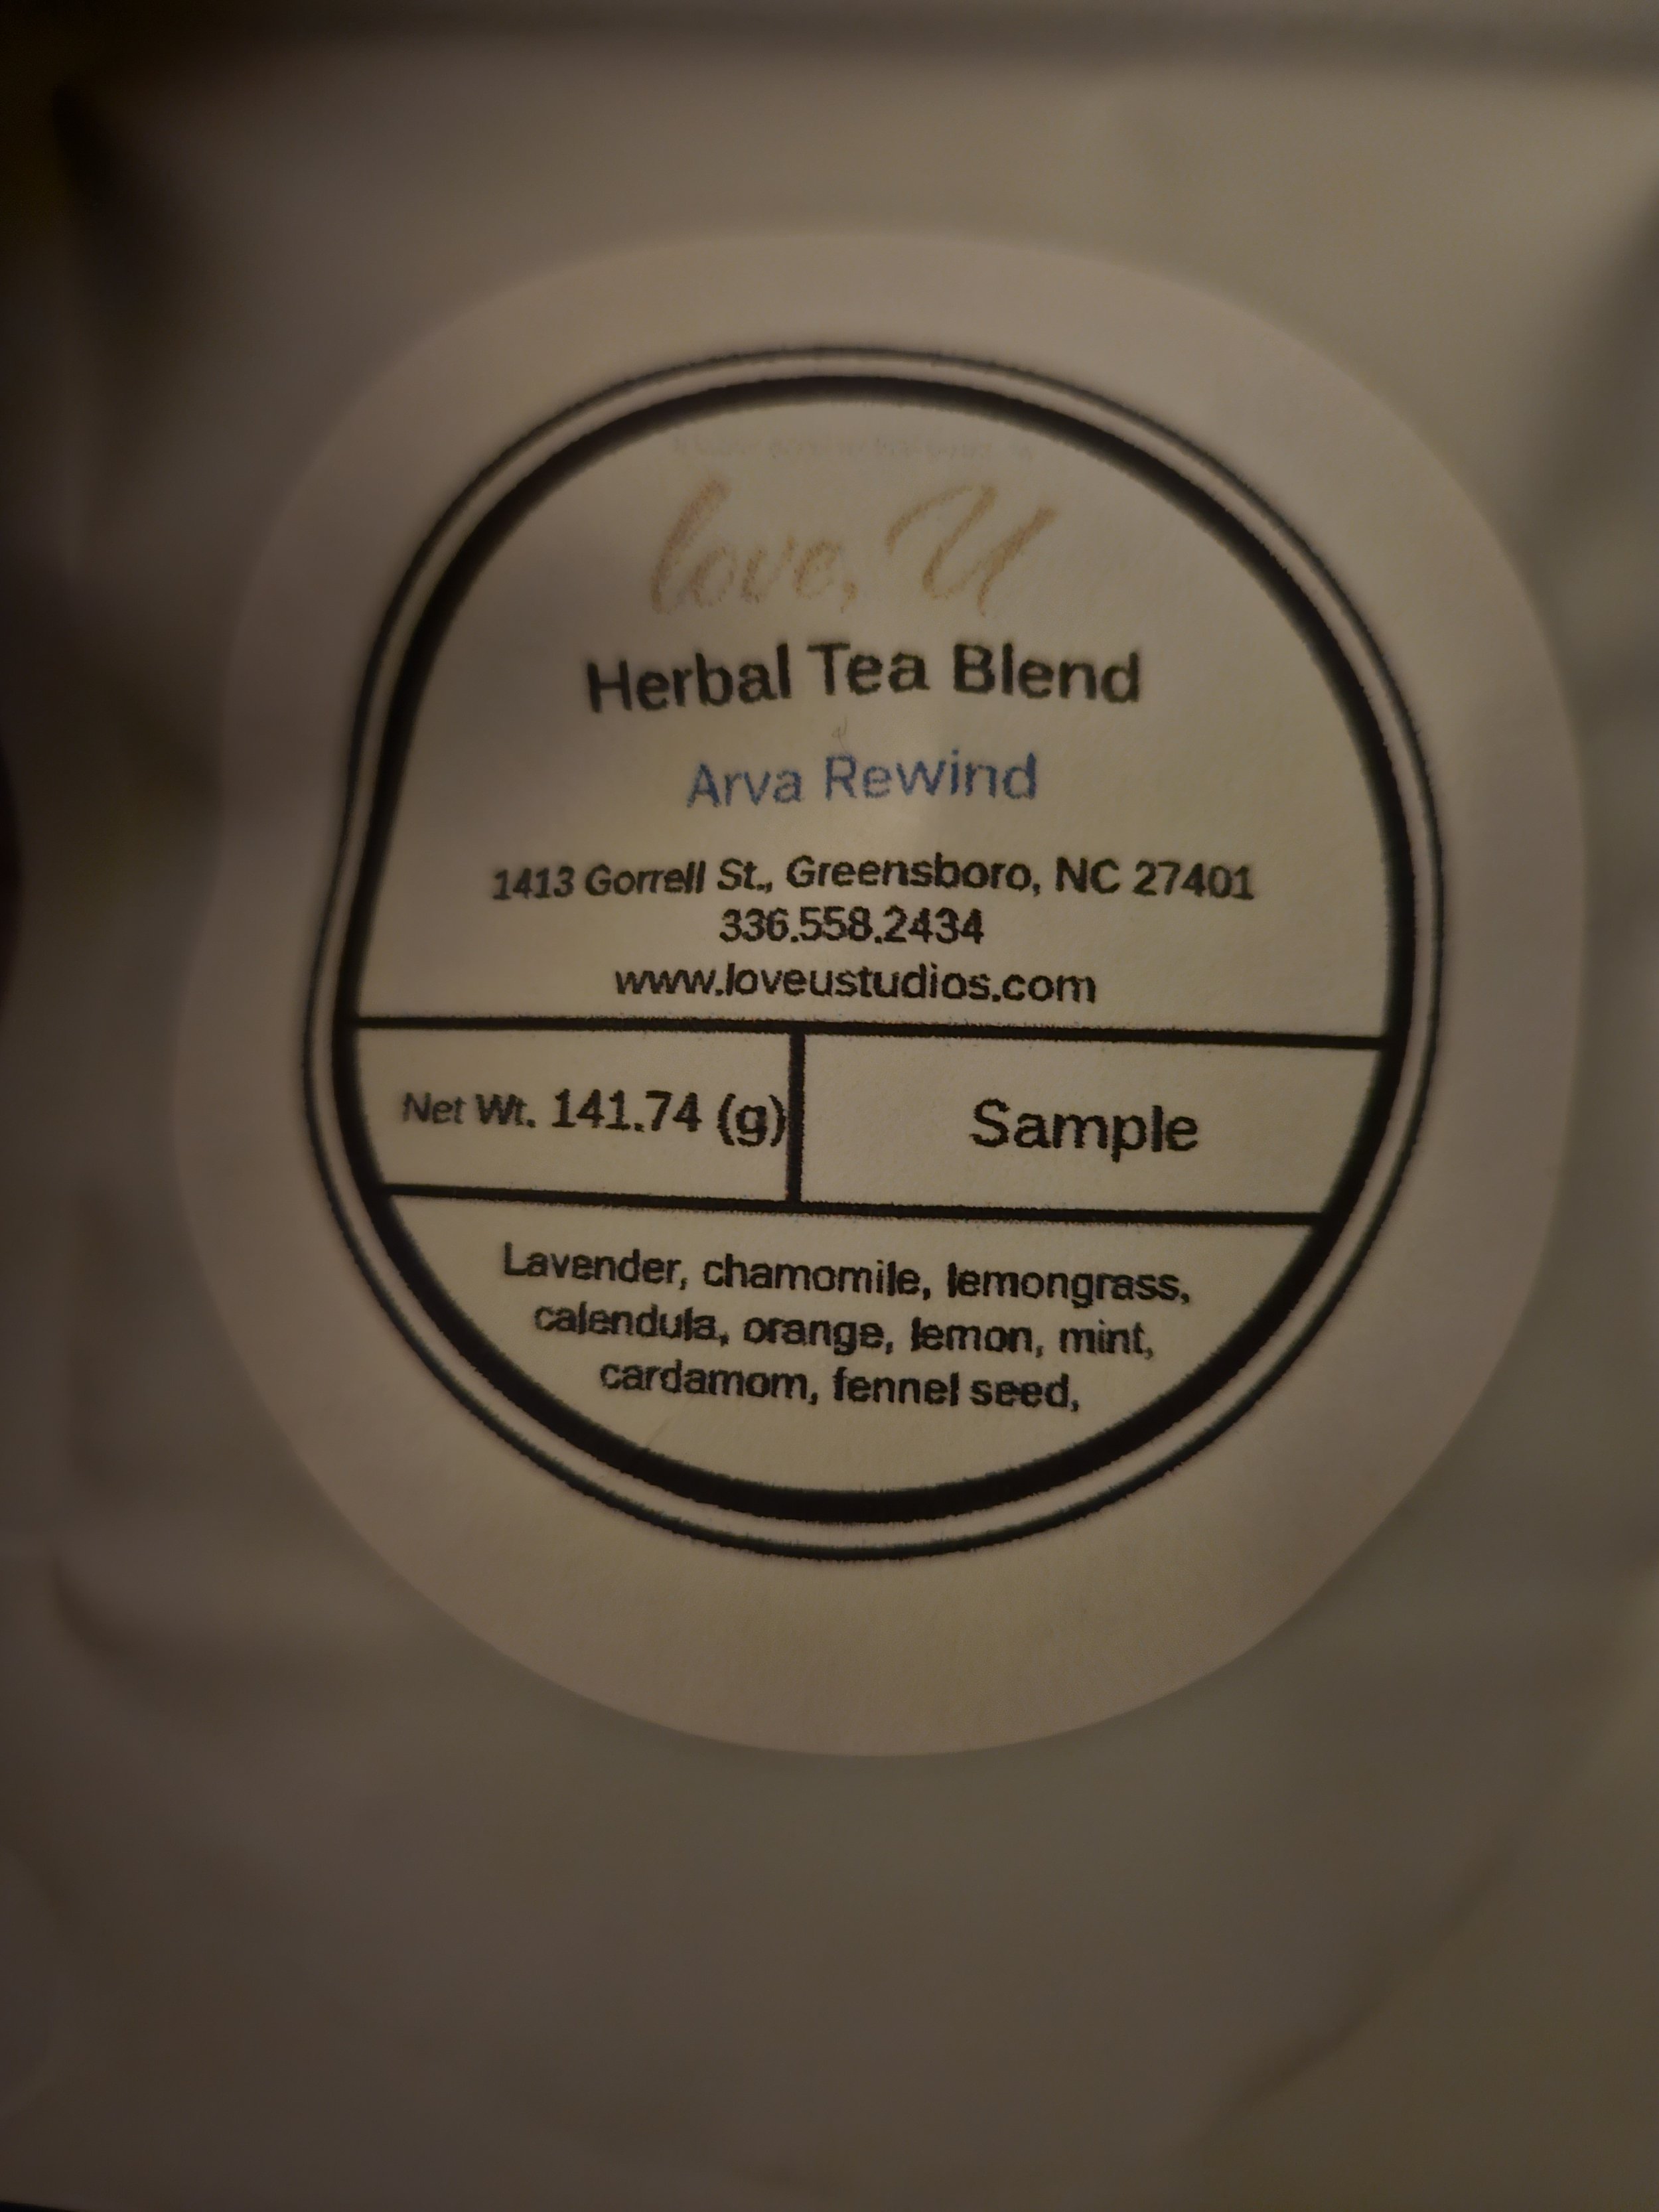 love, U
Herbal Tea Blend
Arva Rewind
1413 Gorrell St., Greensboro, NC 27401
336.558.2434
www.loveustudios.com
Net Wt. 141.74 (g)
Sample
Lavender, chamomile, lemongrass,
calendula, orange, lemon, mint,
cardamom, fennel seed,